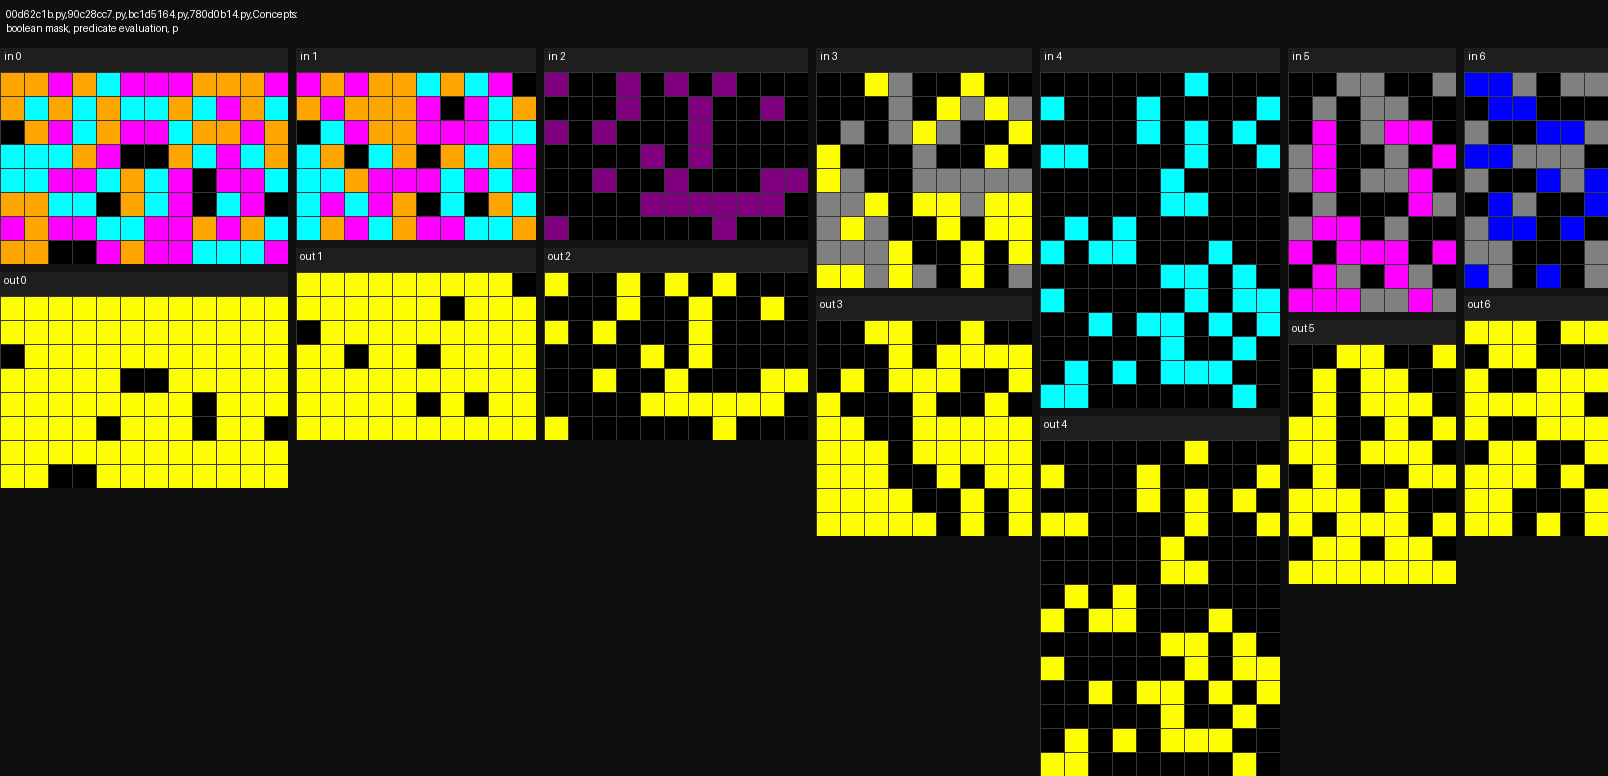 00d62c1b.py,90c28cc7.py,bc1d5164.py,780d0b14.py,Concepts:
boolean mask, predicate evaluation, p
in 0
in 1
in 2
in 3
in 4
in 5
in 6
out 0
out 1
out 2
out 3
out 4
out 5
out 6